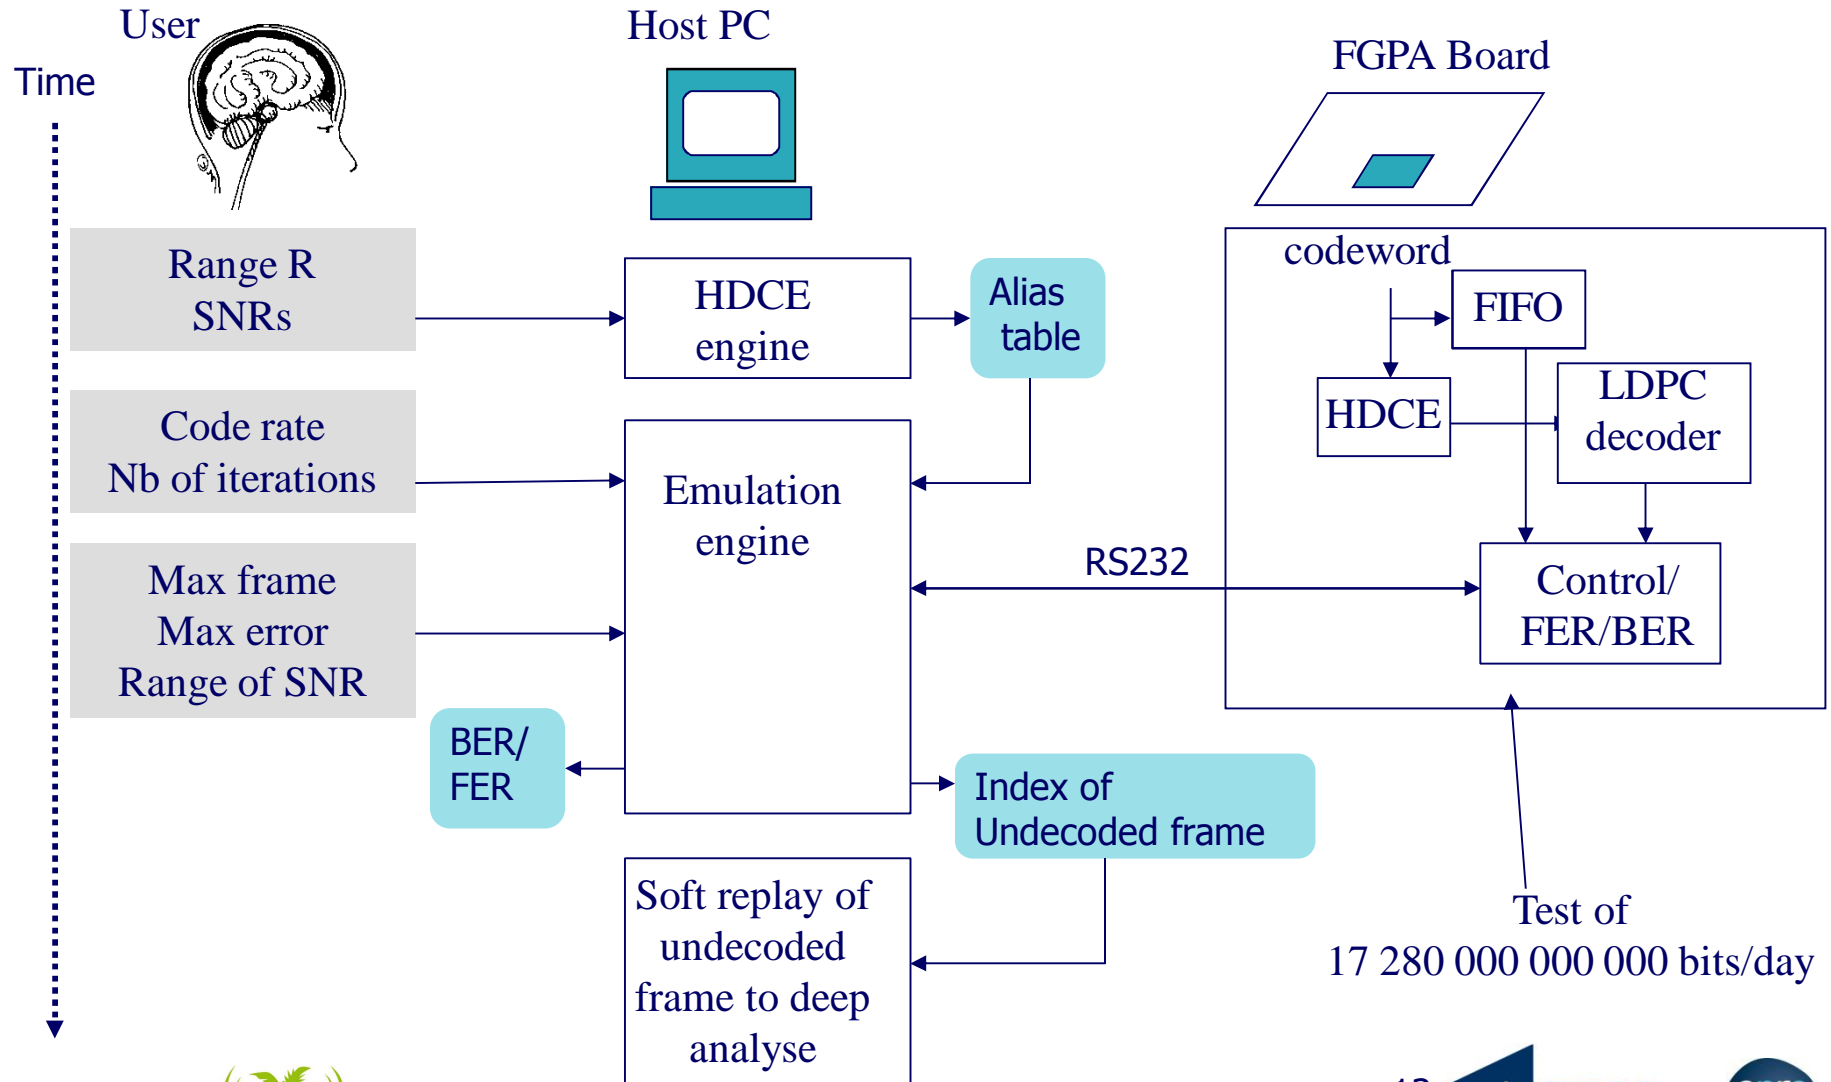 User
Host PC
FGPA Board
Time
Range R
SNRs
HDCE
engine
Alias
table
codeword
FIFO
HDCE
LDPC
decoder
Code rate
Nb of iterations
Emulation
engine
RS232
Control/
FER/BER
Max frame
Max error
Range of SNR
BER/
FER
Index of
Undecoded frame
Soft replay of
undecoded
frame to deep
analyse
Test of
17 280 000 000 000 bits/day